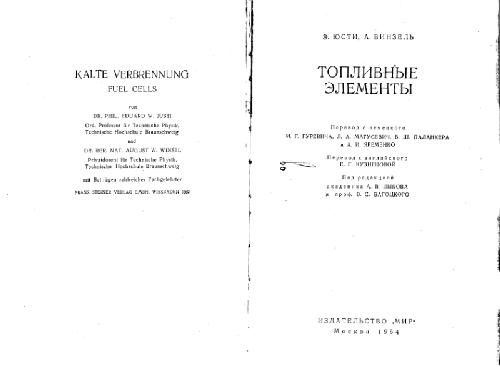 KALTE VERBRENNUNG
FUEL CELLS
von
DR. PHIL. EDUARD W. JUSTI
Ord. Professor für Technische Physik,
Technische Hochschule Braunschweig
und
DR. RER. NAT. AUGUST W. WINSEL
Privatdozent für Technische Physik,
Technische Hochschule Braunschweig
mit Beiträgen zahlreicher Fachgelehrter
FRANZ STEINER VERLAG GMBH. WIESBADEN
Э. ЮСТИ, А. ВИНЗЕЛЬ
ТОПЛИВНЫЕ
ЭЛЕМЕНТЫ
Перевод с немецкого
И. Г. ГУРЕВИЧА, Л. А. МАТУСЕВИЧ, В. Ш. ПАЛАНКЕРА
и А. И. ЯРЕМЕНКО
Перевод с английского
Е. Г. КУЗНЕЦОВОЙ
Под редакцией
академика А. В. ЛЫКОВА
и проф. В. С. БАГОЦКОГО
ИЗДАТЕЛЬСТВО „МИР“
Москва 1964